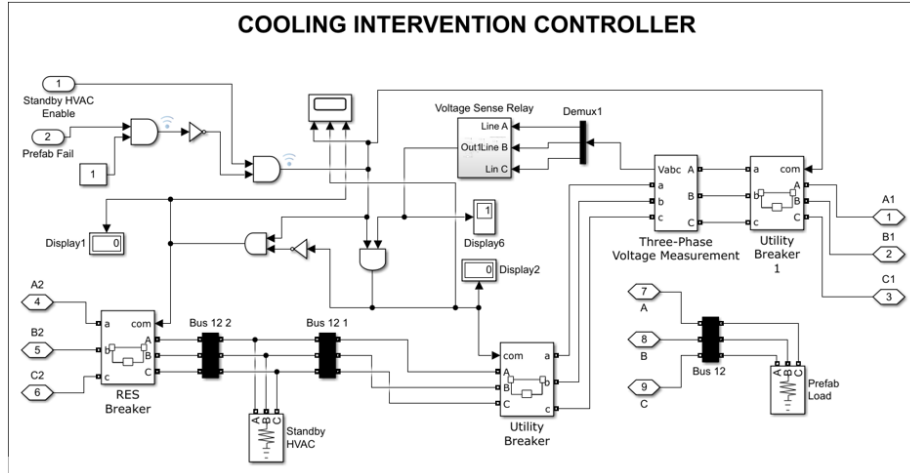 COOLING INTERVENTION CONTROLLER
1
Standby HVAC
Enable
2
Prefab Fail
1
Voltage Sense Relay
Line A
Out1Line B
Lin C
Demux1
Vabc
A
a
B
b
c
C
Three-Phase
Voltage Measurement
a
com
A
b
B
c
C
Utility
Breaker
1
A1
1
B1
2
C1
3
Display1
0
1
Display6
0
Display2
A2
4
B2
5
C2
6
a
com
A
b
B
c
C
RES
Breaker
Bus 12 2
Bus 12 1
A
B
C
Standby
HVAC
com
a
A
B
b
C
c
Utility
Breaker
7
A
8
B
9
C
Bus 12
A
B
C
Prefab
Load